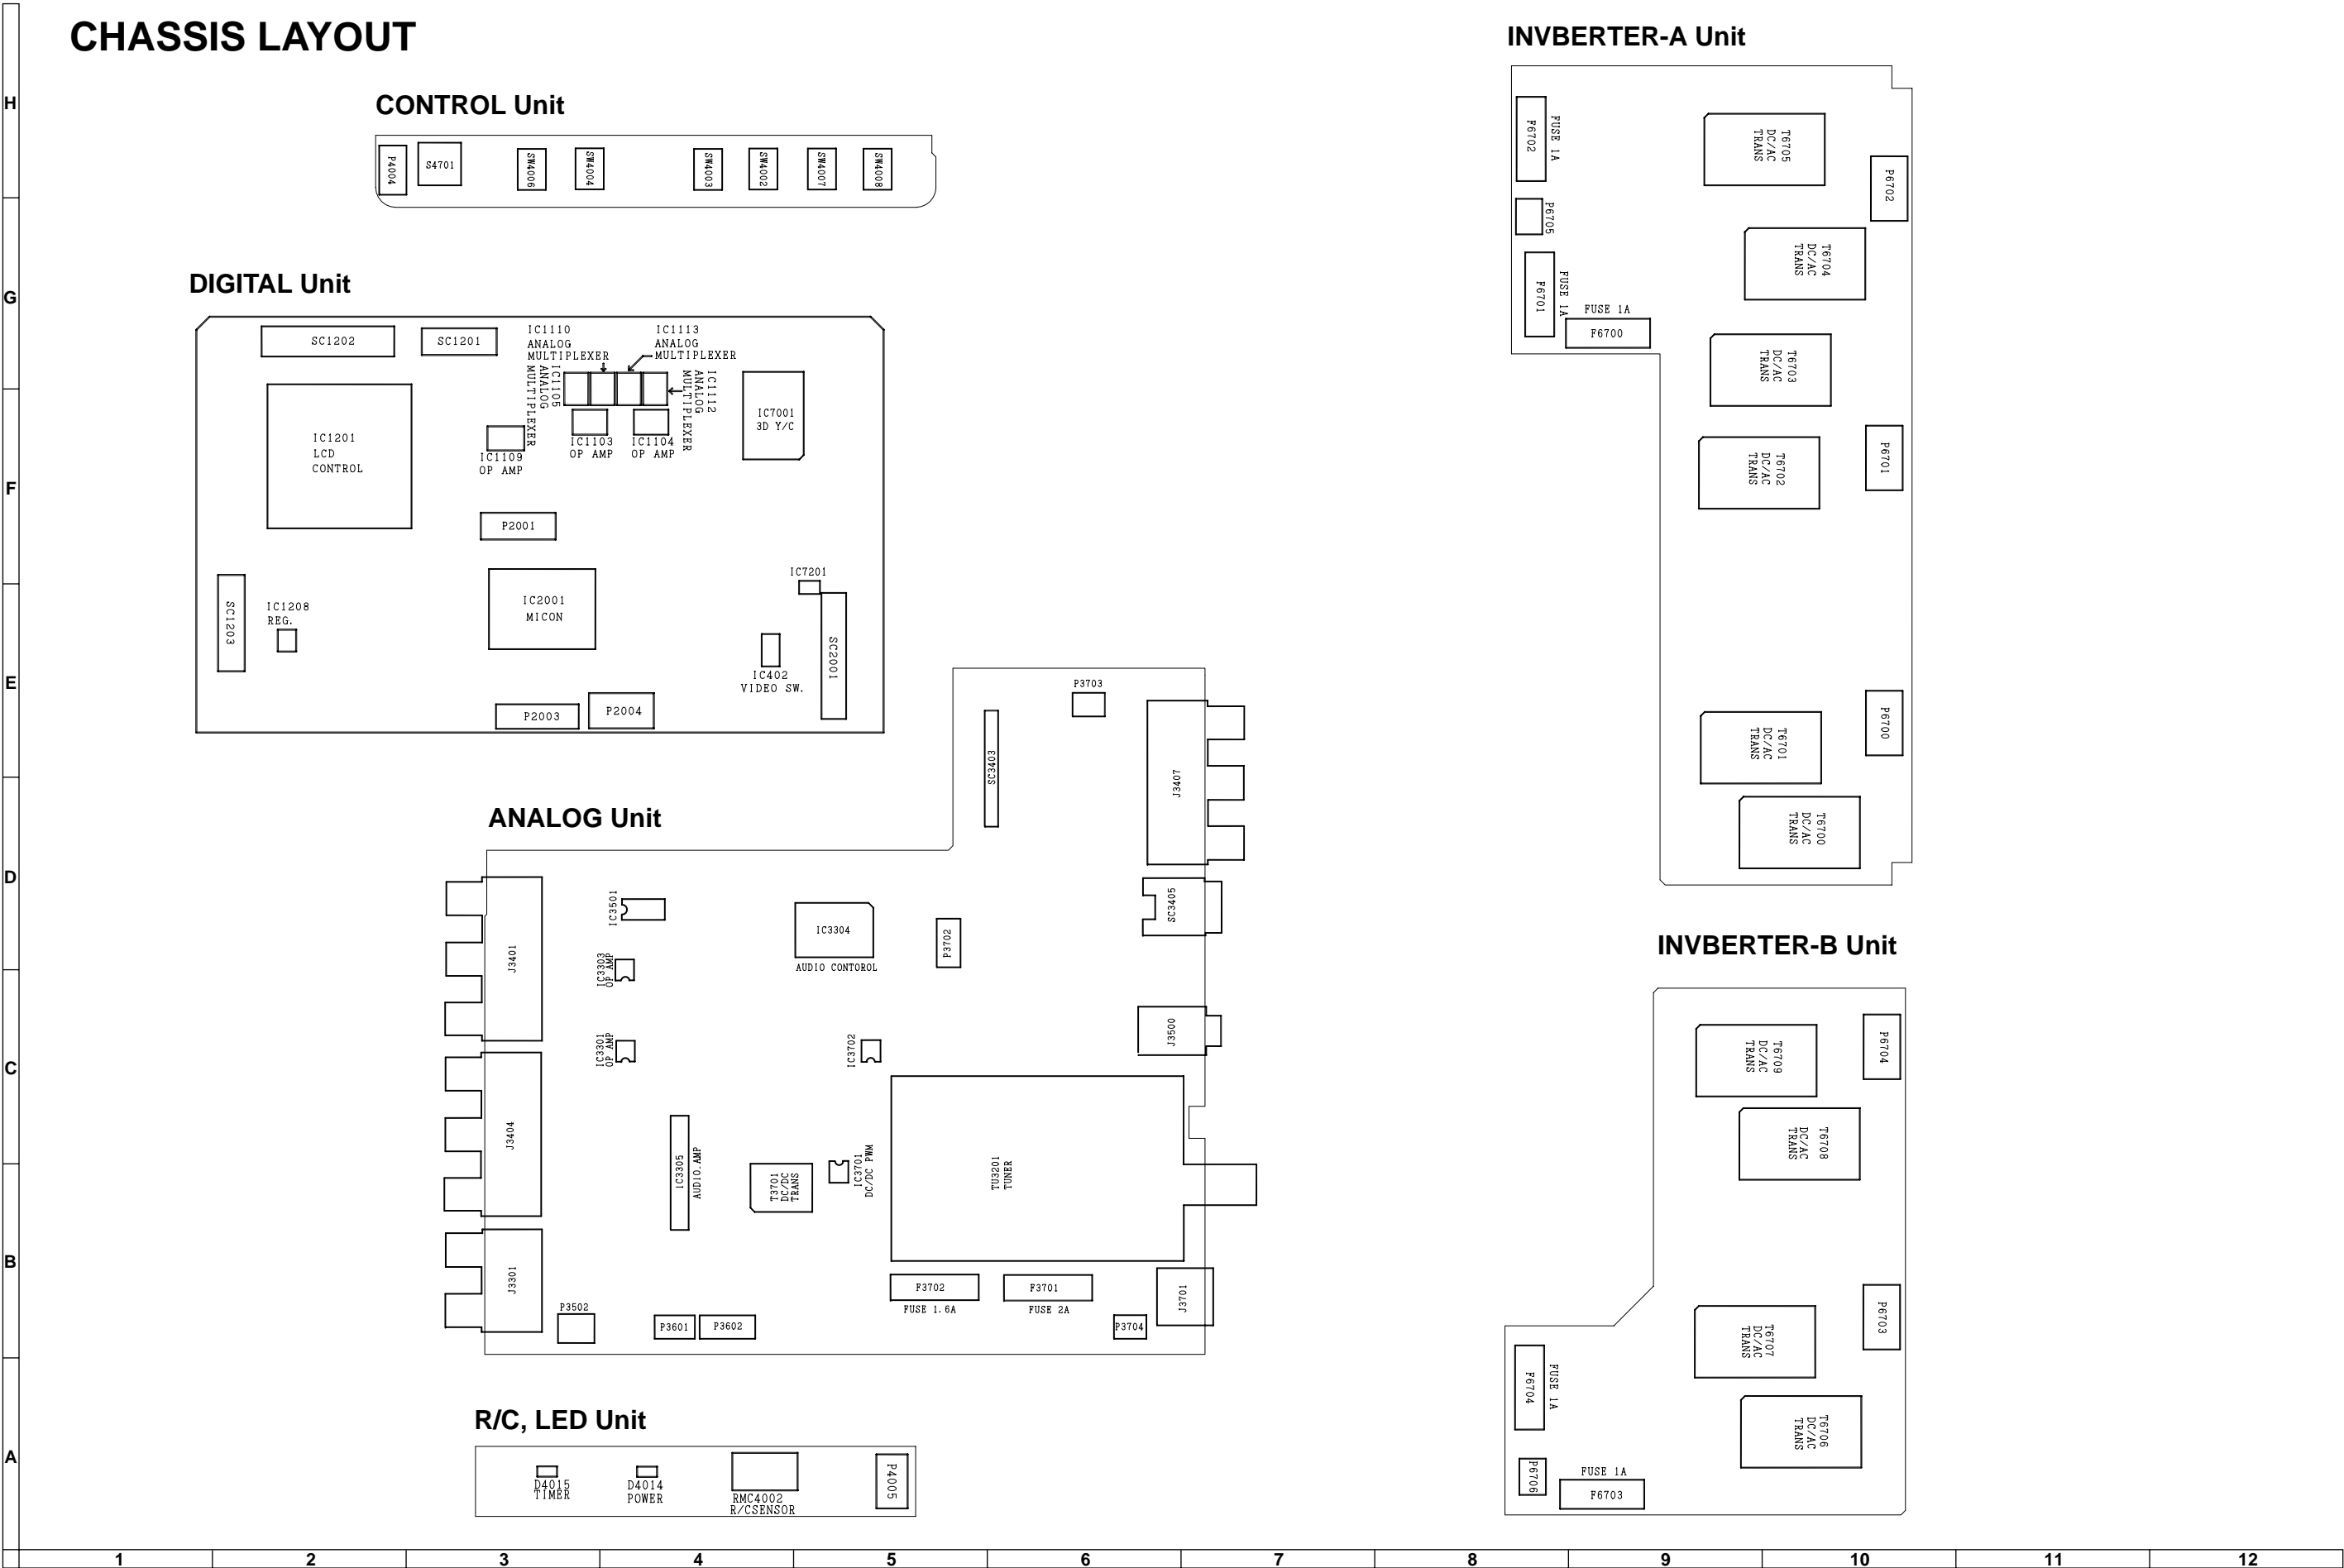 CHASSIS LAYOUT
CONTROL Unit
P4004
S4701
SW4006
SW4004
SW4003
SW4002
SW4007
SW4008
DIGITAL Unit
SC1202
SC1201
IC1110
ANALOG
MULTIPLEXER
IC1113
ANALOG
MULTIPLEXER
IC1105
ANALOG
MULTIPLEXER
IC1112
ANALOG
MULTIPLEXER
IC7001
3D Y/C
IC1201
LCD
CONTROL
IC1109
OP AMP
IC1103
OP AMP
IC1104
OP AMP
P2001
IC7201
SC1203
IC1208
REG.
IC2001
MICON
IC402
VIDEO SW.
SC2001
P2003
P2004
ANALOG Unit
P3703
SC3403
J3407
J3401
IC3501
IC3304
AUDIO CONTOROL
P3702
SC3405
IC3303
OP AMP
IC3301
OP AMP
IC3702
J3500
J3404
IC3305
AUDIO.AMP
T3701
DC/DC
TRANS
IC3701
DC/DC PWM
TU3201
TUNER
J3301
P3502
P3601
P3602
F3702
FUSE 1.6A
F3701
FUSE 2A
P3704
J3701
R/C, LED Unit
D4015
TIMER
D4014
POWER
RMC4002
R/CSENSOR
P4005
INVBERTER-A Unit
F6702
FUSE 1A
T6705
DC/AC
TRANS
P6702
P6705
T6704
DC/AC
TRANS
F6701
FUSE 1A
FUSE 1A
F6700
T6703
DC/AC
TRANS
T6702
DC/AC
TRANS
P6701
T6701
DC/AC
TRANS
P6700
T6700
DC/AC
TRANS
INVBERTER-B Unit
T6709
DC/AC
TRANS
P6704
T6708
DC/AC
TRANS
T6707
DC/AC
TRANS
P6703
F6704
FUSE 1A
T6706
DC/AC
TRANS
P6706
FUSE 1A
F6703
H
G
F
E
D
C
B
A
1 2 3 4 5 6 7 8 9 10 11 12